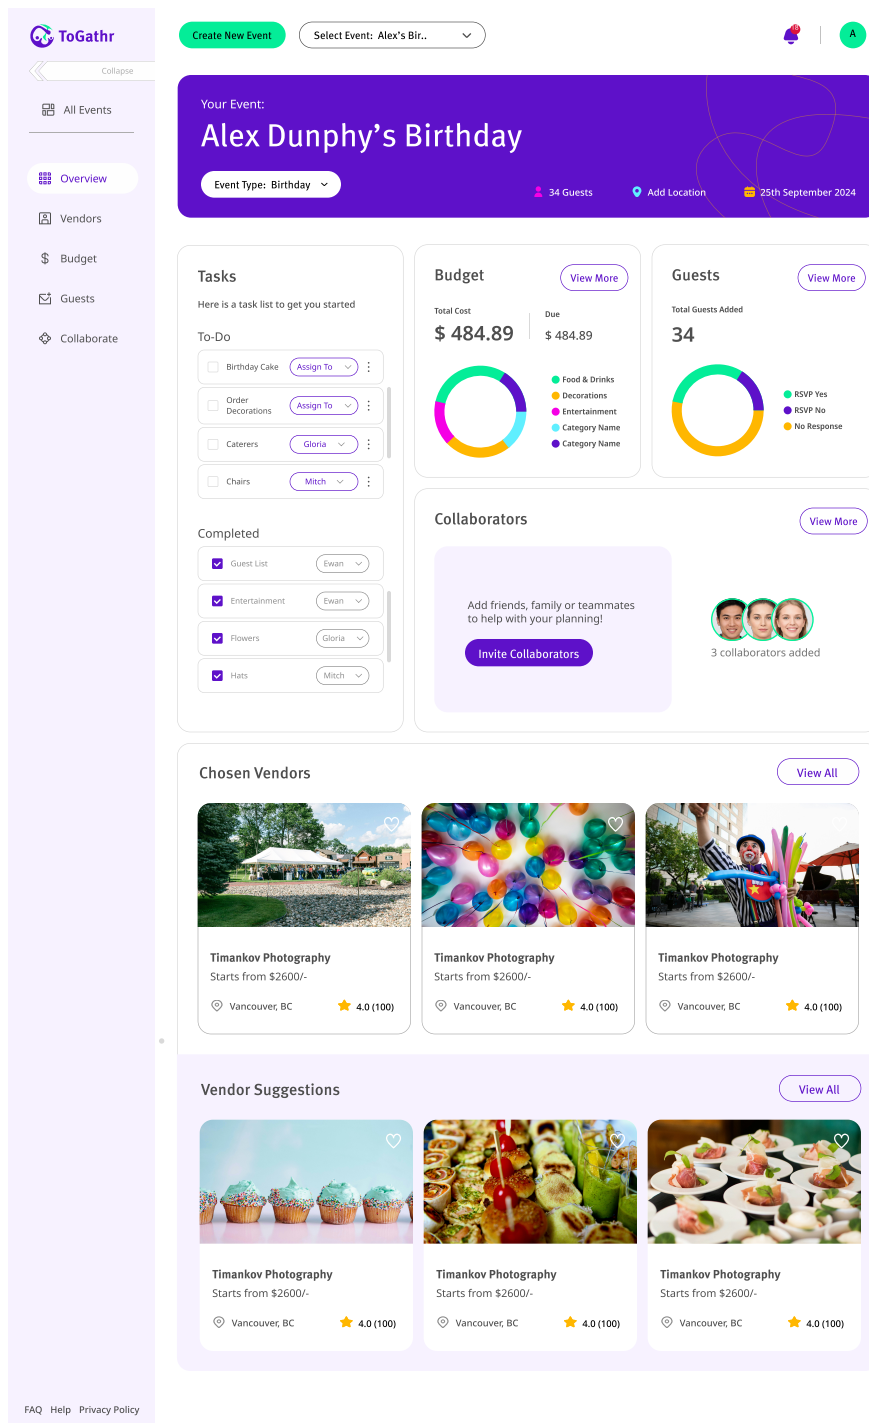 ToGathr
Collapse
All Events
Overview
Vendors
Budget
Guests
Collaborate
FAQ Help Privacy Policy
Create New Event
Select Event: Alex's Bir..
18
A
Your Event:
Alex Dunphy's Birthday
Event Type: Birthday
34 Guests
Add Location
25th September 2024
Tasks
Here is a task list to get you started
To-Do
Birthday Cake Assign To
Order
Decorations
Assign To
Caterers Gloria
Chairs Mitch
Completed
Guest List Ewan
Entertainment Ewan
Flowers Gloria
Hats Mitch
Budget
View More
Total Cost
$ 484.89
Due
$ 484.89
Food & Drinks
Decorations
Entertainment
Category Name
Category Name
Guests
View More
Total Guests Added
34
RSVP Yes
RSVP No
No Response
Collaborators
View More
Add friends, family or teammates
to help with your planning!
Invite Collaborators
3 collaborators added
Chosen Vendors
View All
Timankov Photography
Starts from $2600/-
Vancouver, BC 4.0 (100)
Timankov Photography
Starts from $2600/-
Vancouver, BC 4.0 (100)
Timankov Photography
Starts from $2600/-
Vancouver, BC 4.0 (100)
Vendor Suggestions
View All
Timankov Photography
Starts from $2600/-
Vancouver, BC 4.0 (100)
Timankov Photography
Starts from $2600/-
Vancouver, BC 4.0 (100)
Timankov Photography
Starts from $2600/-
Vancouver, BC 4.0 (100)